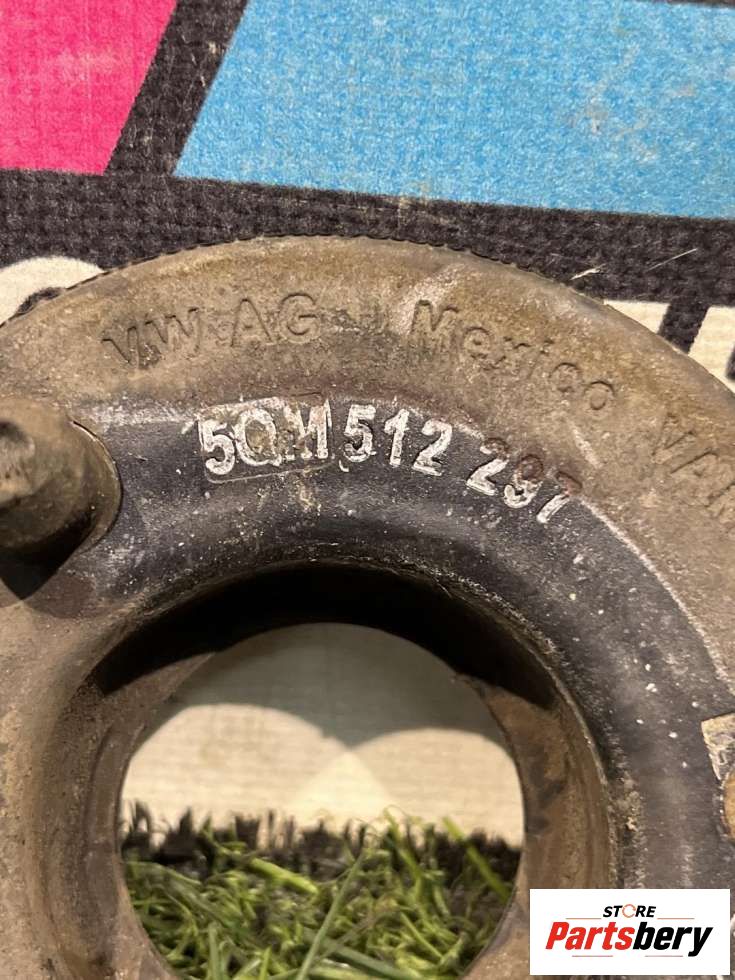 VW AG Mexico
5QM 512 297
STORE
Partsbery